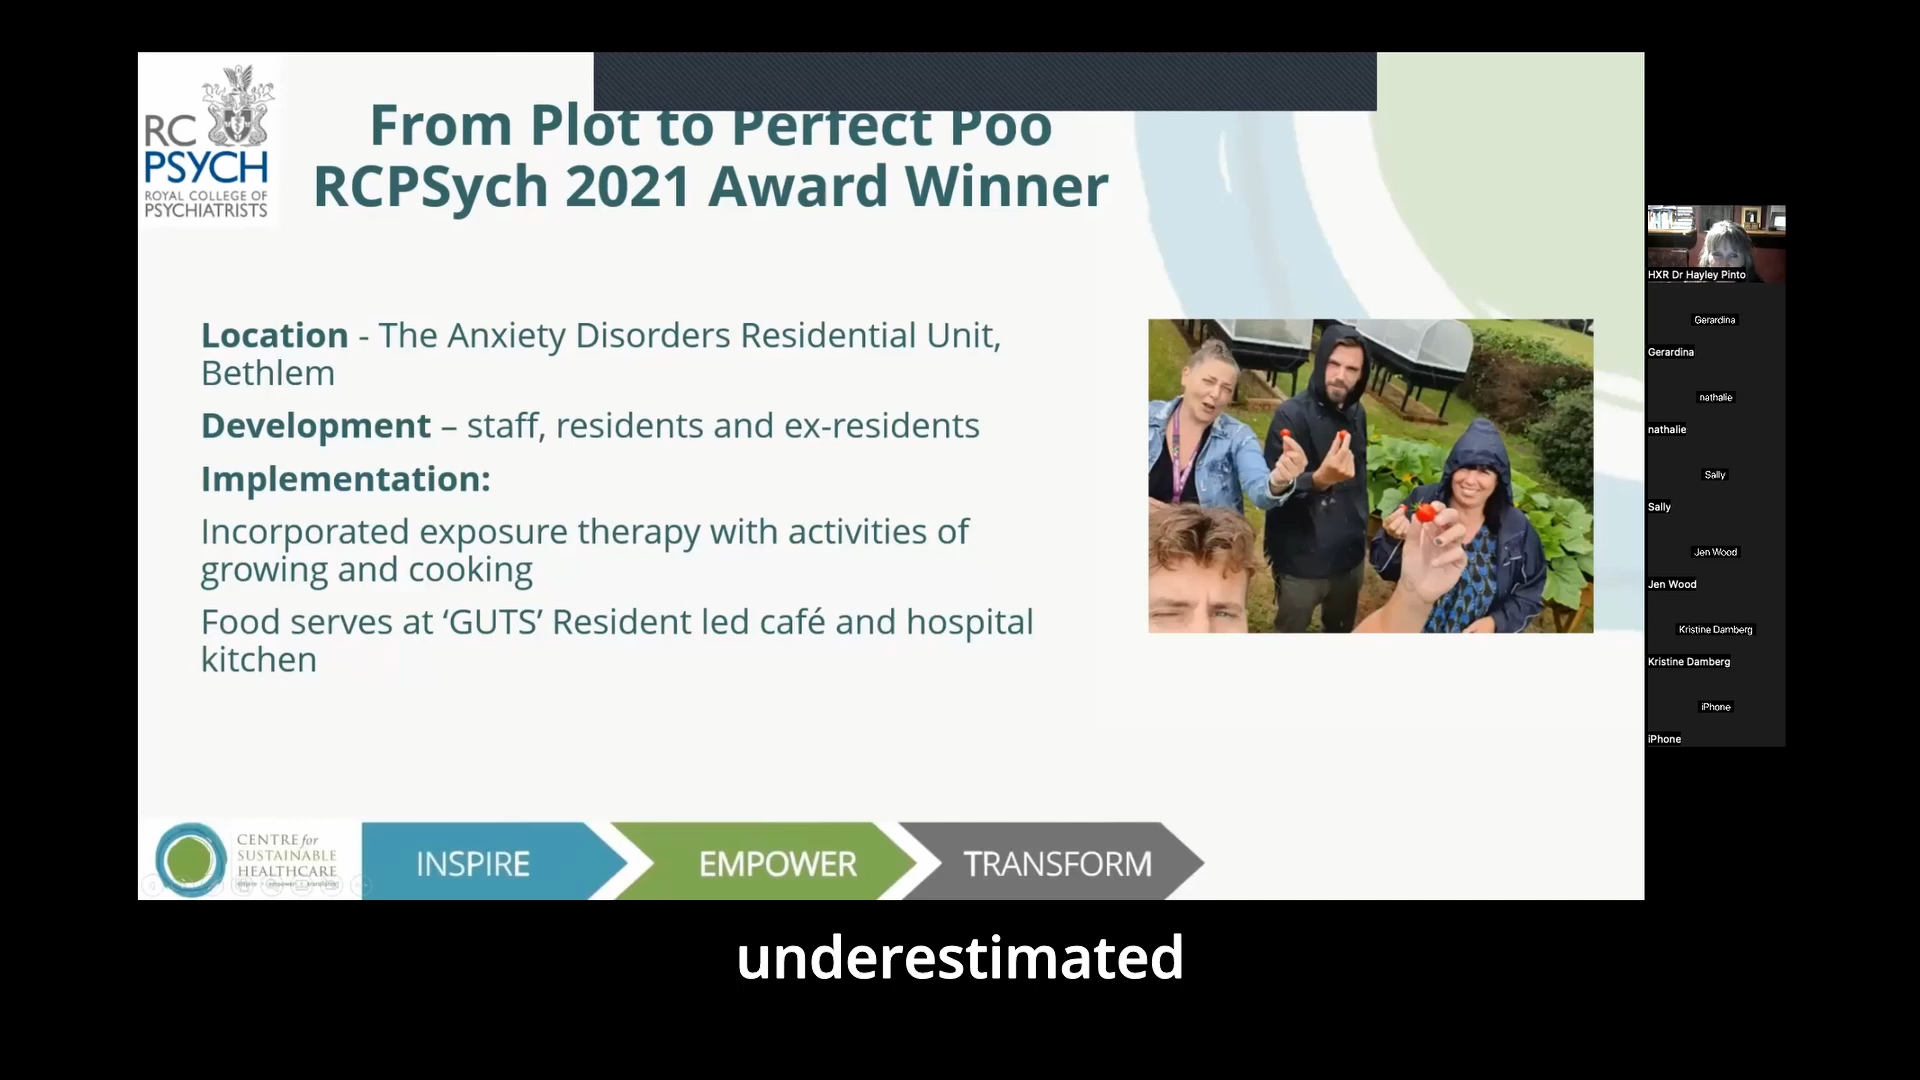 From Plot to Perfect Poo
RCPSych 2021 Award Winner
RC
PSYCH
ROYAL COLLEGE OF
PSYCHIATRISTS
Location - The Anxiety Disorders Residential Unit,
Bethlem
Development – staff, residents and ex-residents
Implementation:
Incorporated exposure therapy with activities of
growing and cooking
Food serves at ‘GUTS’ Resident led café and hospital
kitchen
CENTRE for
SUSTAINABLE
HEALTHCARE
INSPIRE
EMPOWER
TRANSFORM
HXR Dr Hayley Pinto
Gerardina
Gerardina
nathalie
nathalie
Sally
Sally
Jen Wood
Jen Wood
Kristine Damberg
Kristine Damberg
iPhone
iPhone
underestimated